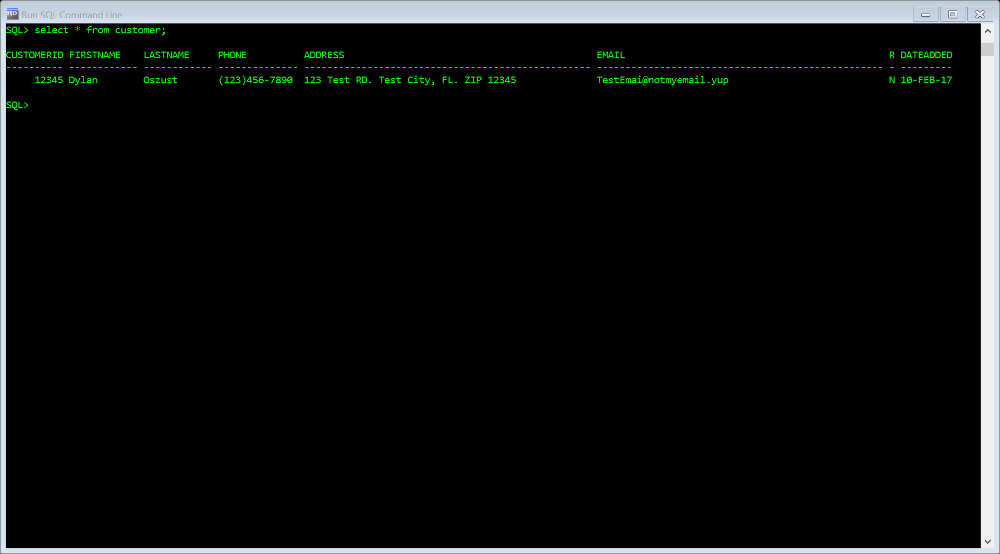 Run SQL Command Line
SQL> select * from customer;
CUSTOMERID FIRSTNAME    LASTNAME     PHONE          ADDRESS                                            EMAIL                                              R DATEADDED
---------- ------------ ------------ -------------- -------------------------------------------------- -------------------------------------------------- - ---------
     12345 Dylan        Oszust       (123)456-7890  123 Test RD. Test City, FL. ZIP 12345              TestEmai@notmyemail.yup                            N 10-FEB-17
SQL>